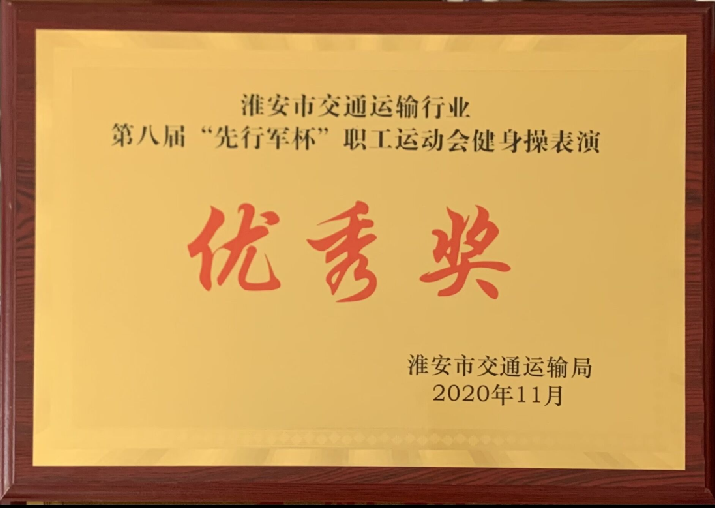 淮安市交通运输行业
第八届“先行军杯”职工运动会健身操表演
优秀奖
淮安市交通运输局
2020年11月